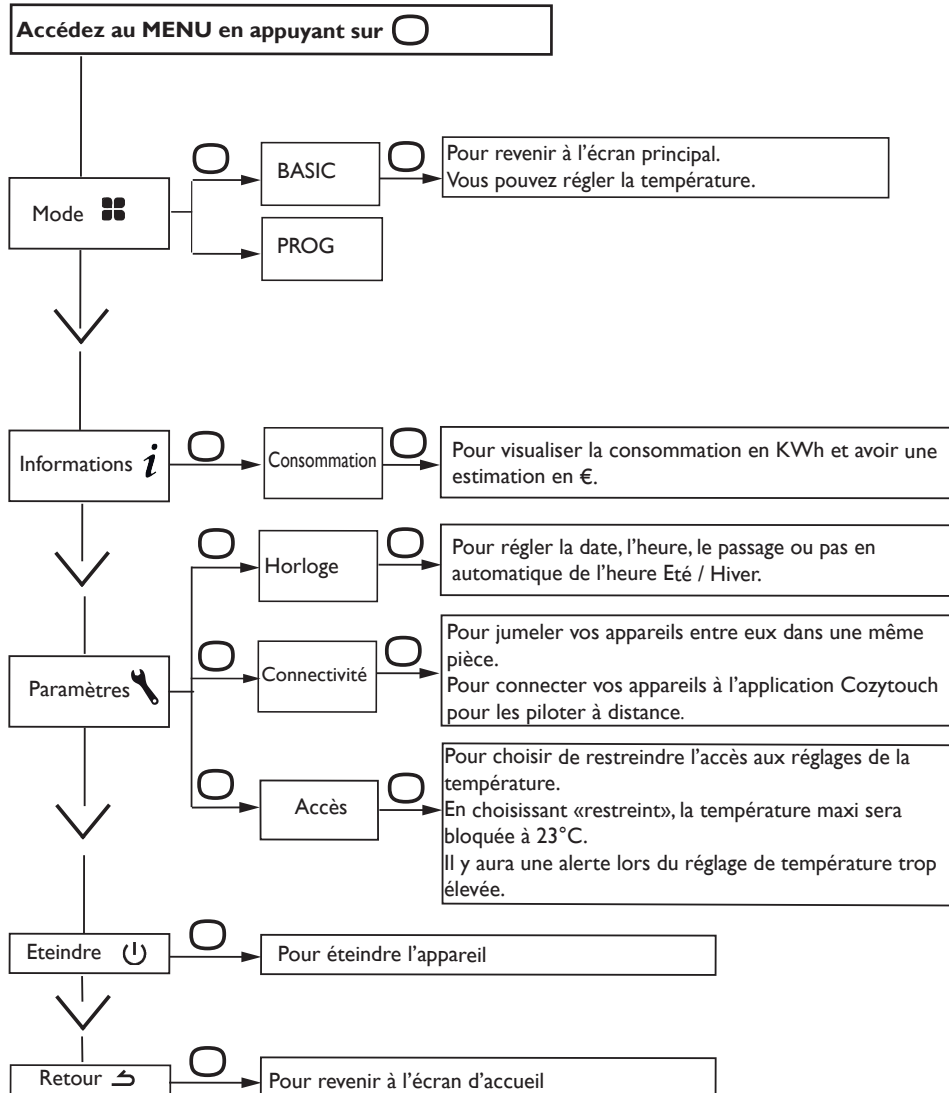 Accédez au MENU en appuyant sur
Mode
BASIC
Pour revenir à l'écran principal.
Vous pouvez régler la température.
PROG
Informations i
Consommation
Pour visualiser la consommation en KWh et avoir une
estimation en €.
Paramètres
Horloge
Pour régler la date, l'heure, le passage ou pas en
automatique de l'heure Eté / Hiver.
Connectivité
Pour jumeler vos appareils entre eux dans une même
pièce.
Pour connecter vos appareils à l'application Cozytouch
pour les piloter à distance.
Accès
Pour choisir de restreindre l'accès aux réglages de la
température.
En choisissant «restreint», la température maxi sera
bloquée à 23°C.
Il y aura une alerte lors du réglage de température trop
élevée.
Eteindre
Pour éteindre l'appareil
Retour
Pour revenir à l'écran d'accueil